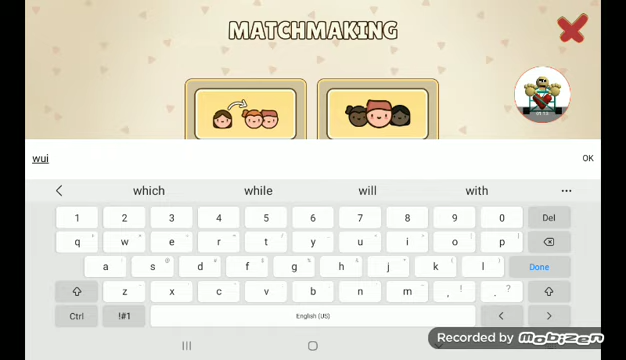 MATCHMAKING
wui
OK
which while will with
1 2 3 4 5 6 7 8 9 0 Del
q w e r t y u i o p
a s d f g h j k l Done
z x c v b n m , ! . ?
Ctrl !#1 English (US)
Recorded by Mobizen